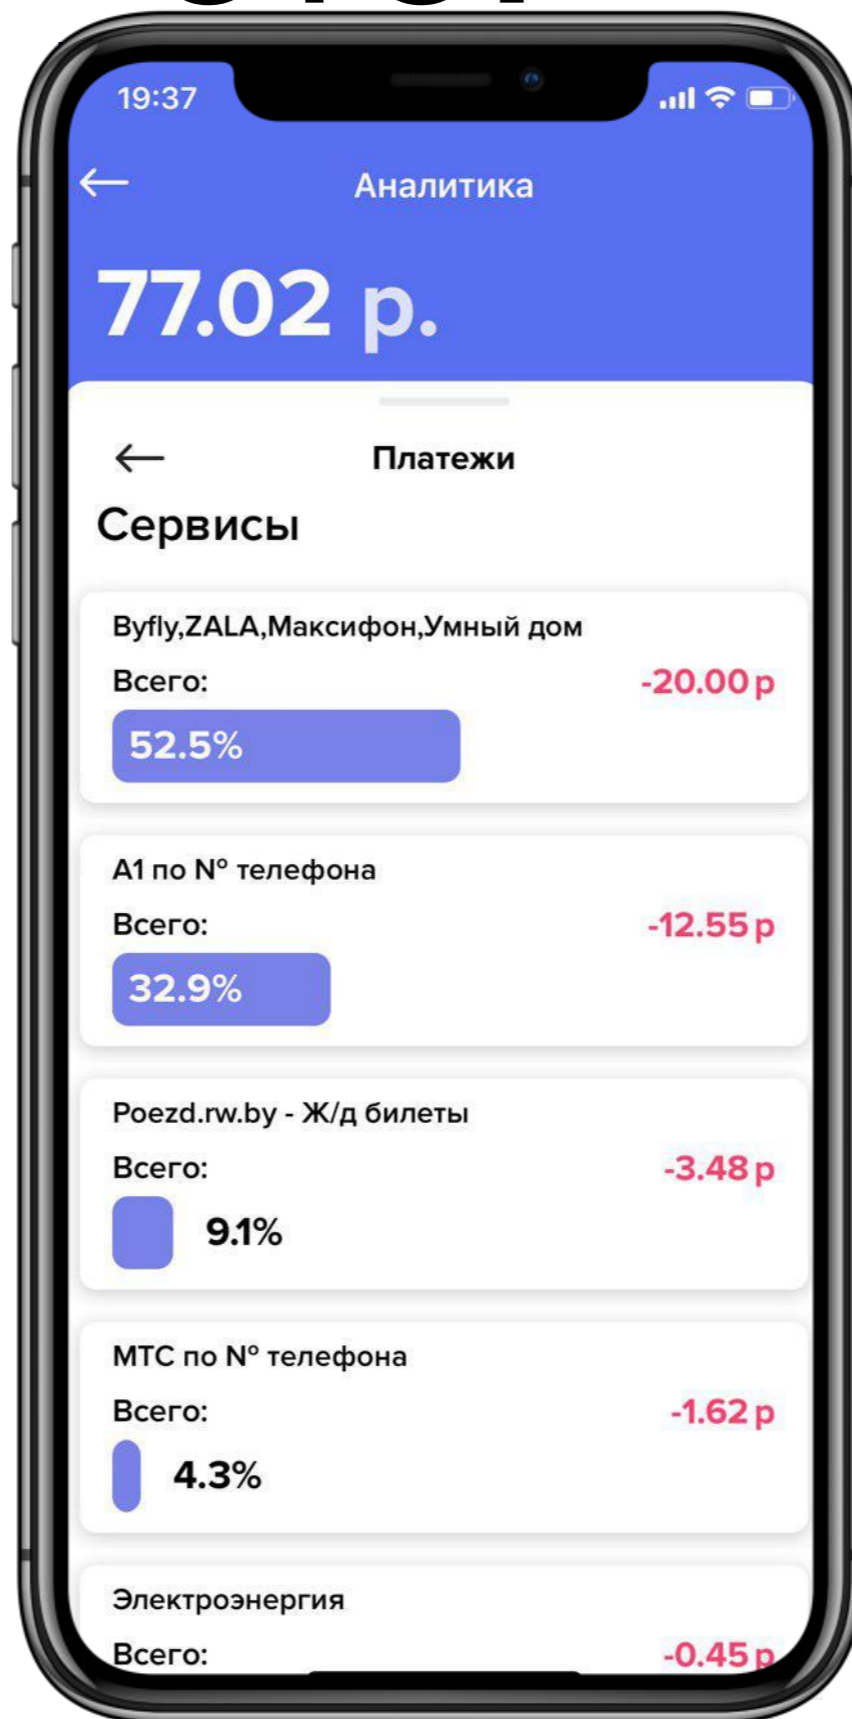 19:37
Аналитика
77.02 р.
Платежи
Сервисы
Byfly,ZALA,Максифон,Умный дом
Всего:
-20.00 р
52.5%
А1 по № телефона
Всего:
-12.55 р
32.9%
Poezd.rw.by - Ж/д билеты
Всего:
-3.48 р
9.1%
МТС по № телефона
Всего:
-1.62 р
4.3%
Электроэнергия
Всего:
-0.45 р